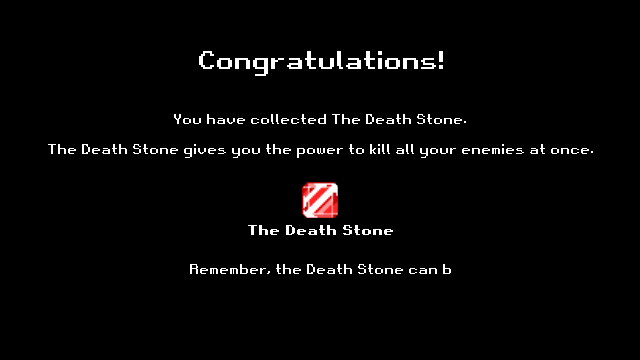 Congratulations!
You have collected The Death Stone.
The Death Stone gives you the power to kill all your enemies at once.
The Death Stone
Remember, the Death Stone can b